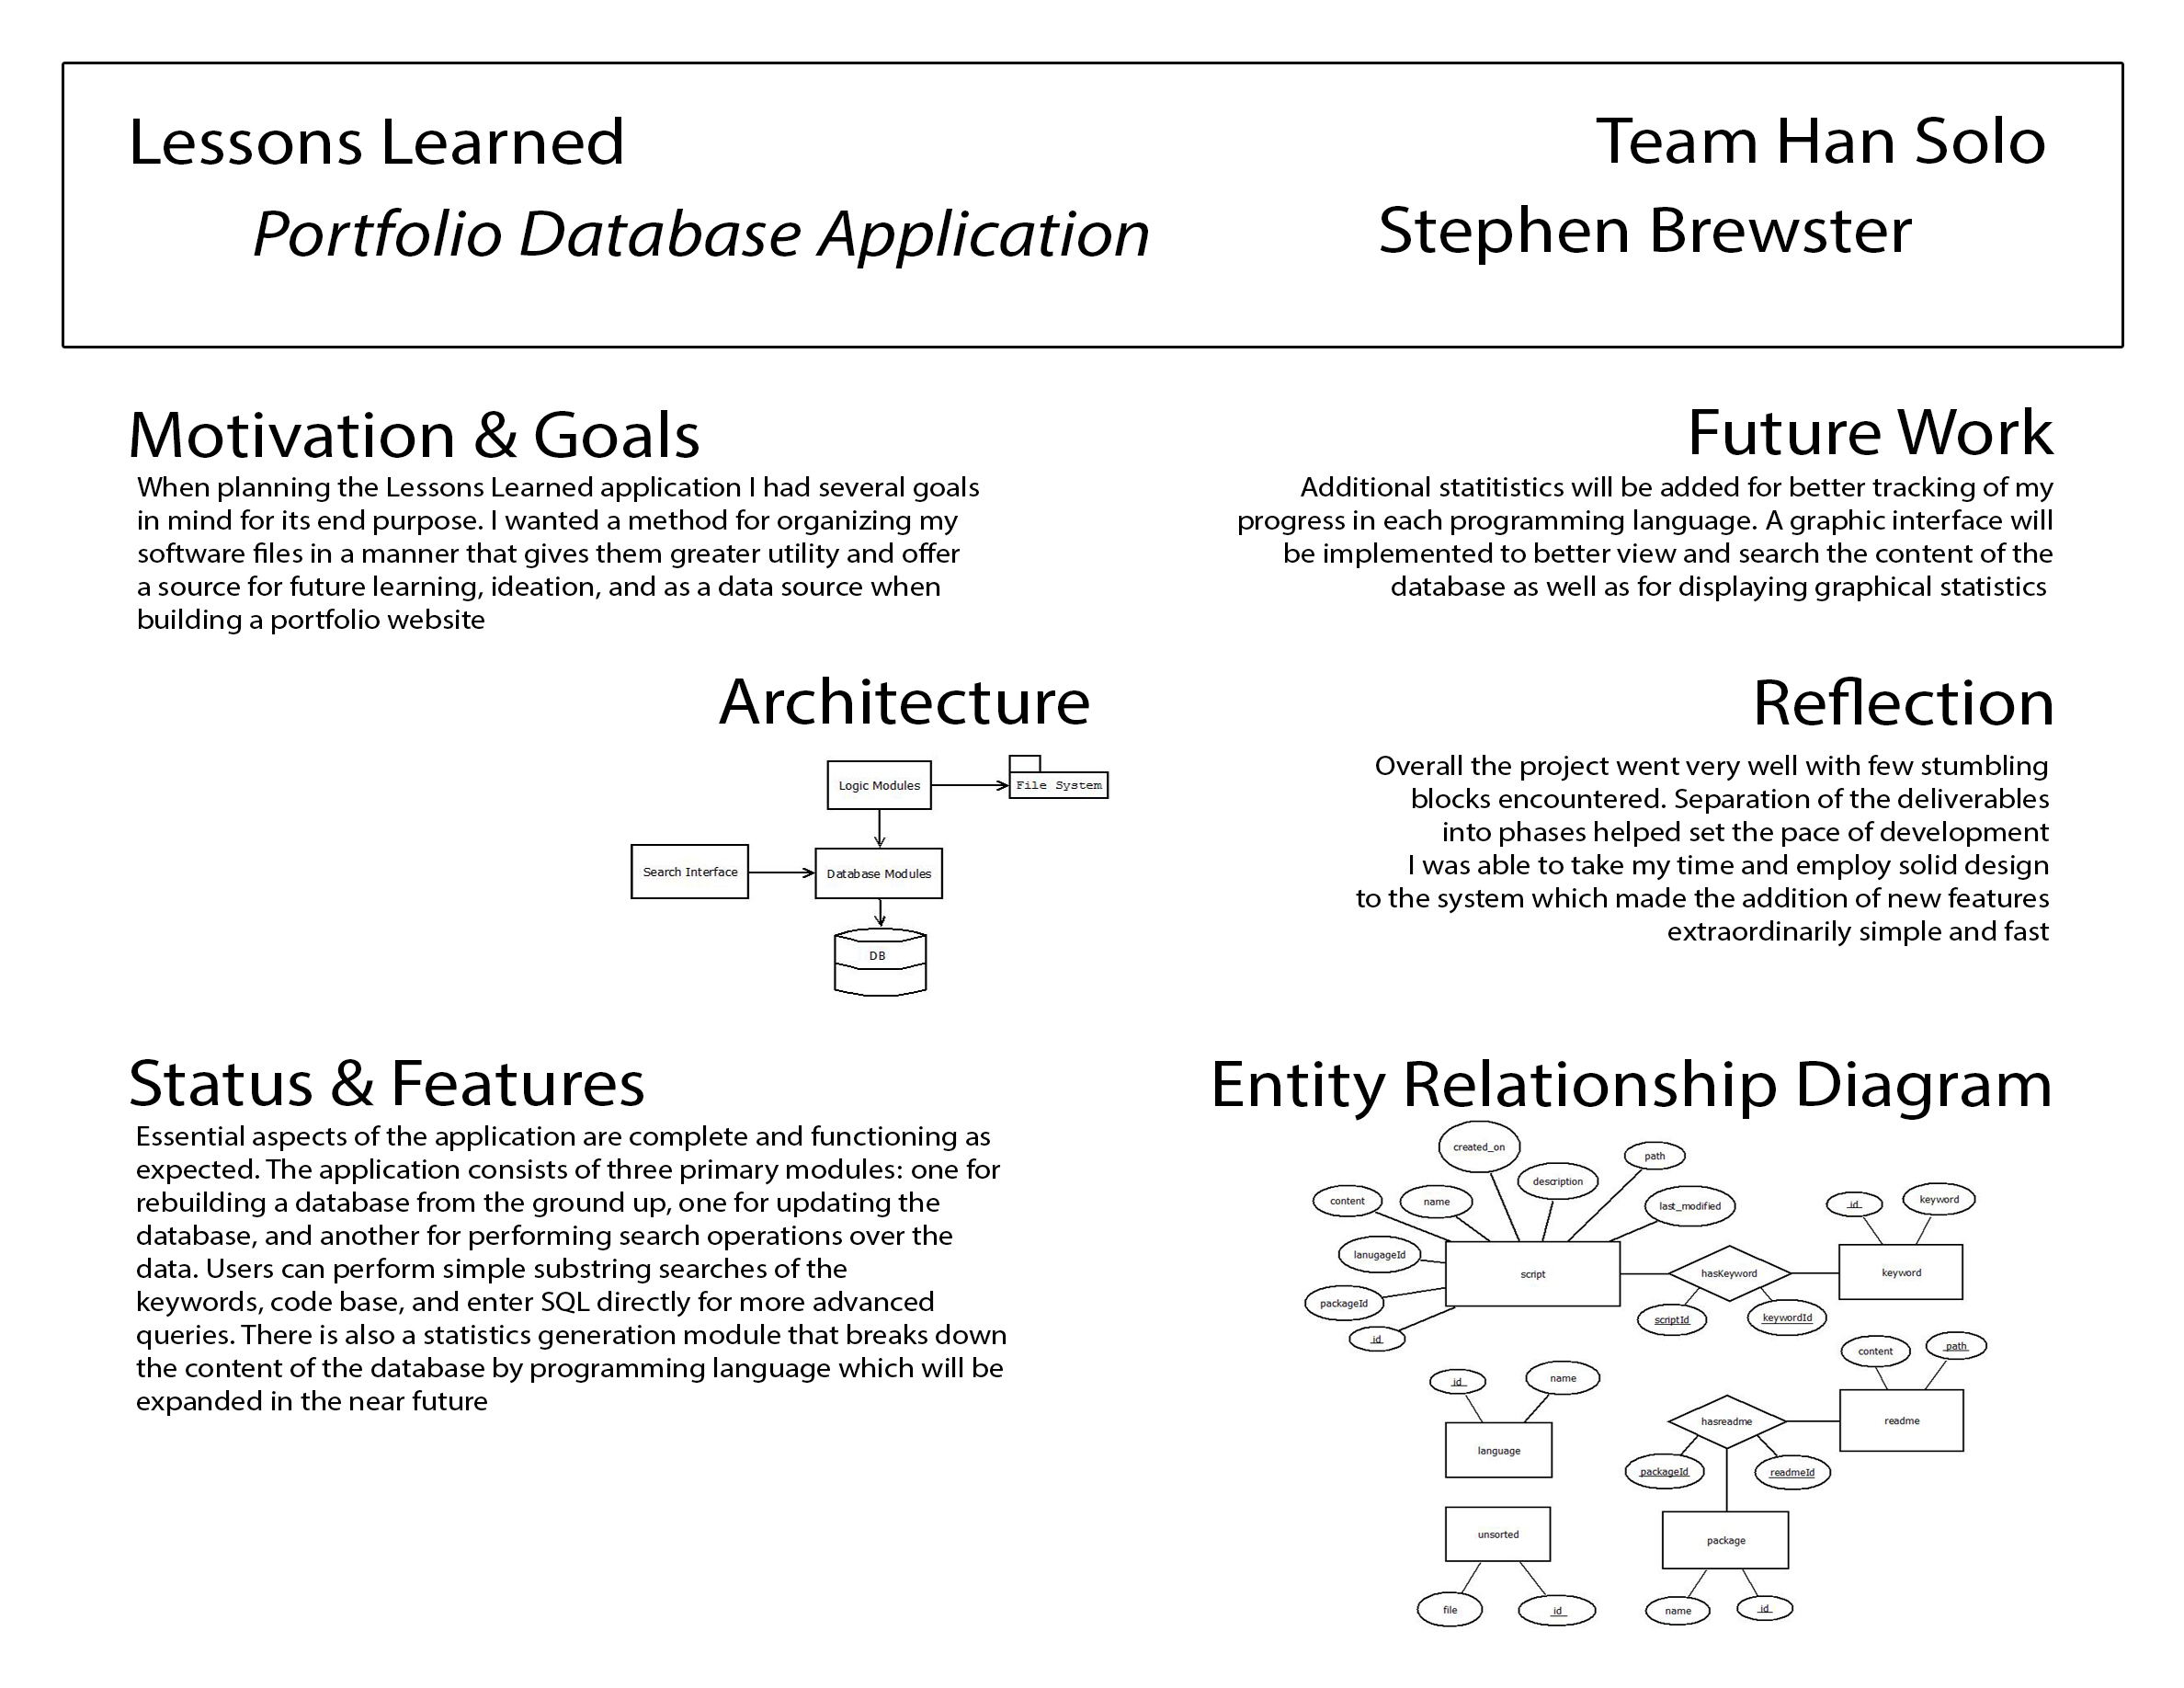 Lessons Learned
Portfolio Database Application
Team Han Solo
Stephen Brewster
Motivation & Goals
When planning the Lessons Learned application I had several goals
in mind for its end purpose. I wanted a method for organizing my
software files in a manner that gives them greater utility and offer
a source for future learning, ideation, and as a data source when
building a portfolio website
Architecture
Logic Modules
File System
Search Interface
Database Modules
DB
Status & Features
Essential aspects of the application are complete and functioning as
expected. The application consists of three primary modules: one for
rebuilding a database from the ground up, one for updating the
database, and another for performing search operations over the
data. Users can perform simple substring searches of the
keywords, code base, and enter SQL directly for more advanced
queries. There is also a statistics generation module that breaks down
the content of the database by programming language which will be
expanded in the near future
Future Work
Additional statitistics will be added for better tracking of my
progress in each programming language. A graphic interface will
be implemented to better view and search the content of the
database as well as for displaying graphical statistics
Reflection
Overall the project went very well with few stumbling
blocks encountered. Separation of the deliverables
into phases helped set the pace of development
I was able to take my time and employ solid design
to the system which made the addition of new features
extraordinarily simple and fast
Entity Relationship Diagram
created_on
path
description
content
name
last_modified
id
keyword
lanugageId
script
hasKeyword
keyword
packageId
scriptId
keywordId
id
content
path
id
name
hasreadme
readme
language
packageId
readmeId
unsorted
package
file
id
name
id